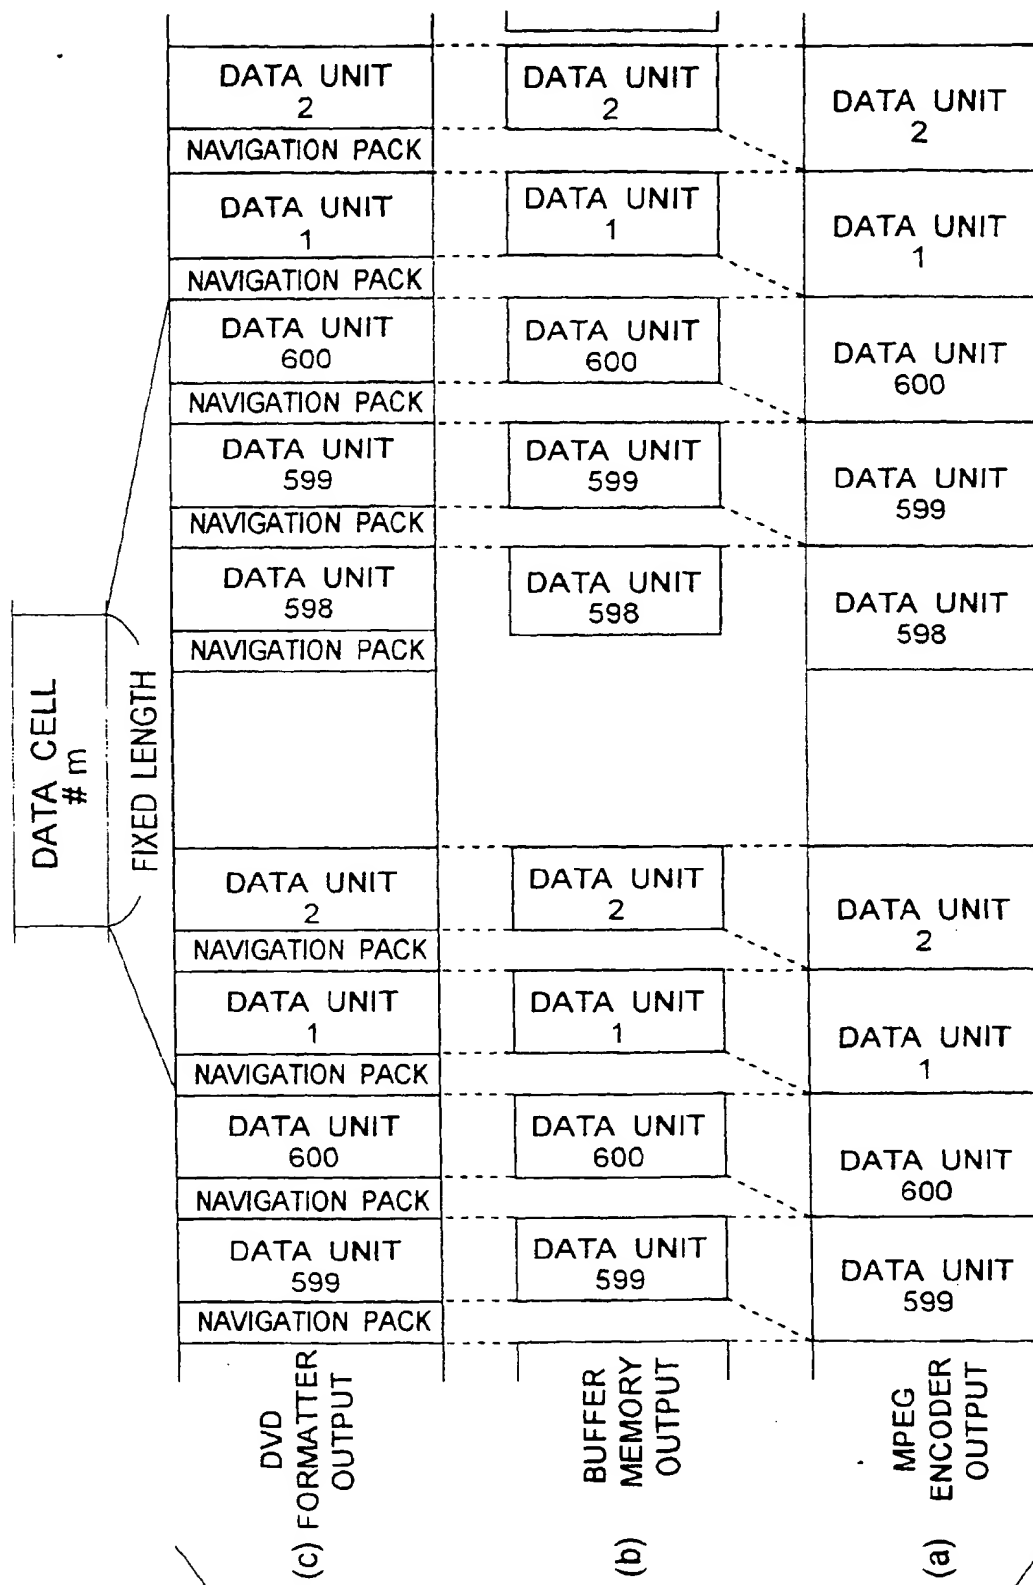 DATA UNIT
2
NAVIGATION PACK
DATA UNIT
1
NAVIGATION PACK
DATA UNIT
600
NAVIGATION PACK
DATA UNIT
599
NAVIGATION PACK
DATA UNIT
598
NAVIGATION PACK
DATA UNIT
2
NAVIGATION PACK
DATA UNIT
1
NAVIGATION PACK
DATA UNIT
600
NAVIGATION PACK
DATA UNIT
599
NAVIGATION PACK
DATA UNIT
2
DATA UNIT
1
DATA UNIT
600
DATA UNIT
599
DATA UNIT
598
DATA UNIT
2
DATA UNIT
1
DATA UNIT
600
DATA UNIT
599
DATA UNIT
2
DATA UNIT
1
DATA UNIT
600
DATA UNIT
599
DATA UNIT
598
DATA UNIT
2
DATA UNIT
1
DATA UNIT
600
DATA UNIT
599
DATA CELL
# m
FIXED LENGTH
DVD
(c) FORMATTER
OUTPUT
BUFFER
(b) MEMORY
OUTPUT
MPEG
(a) ENCODER
OUTPUT